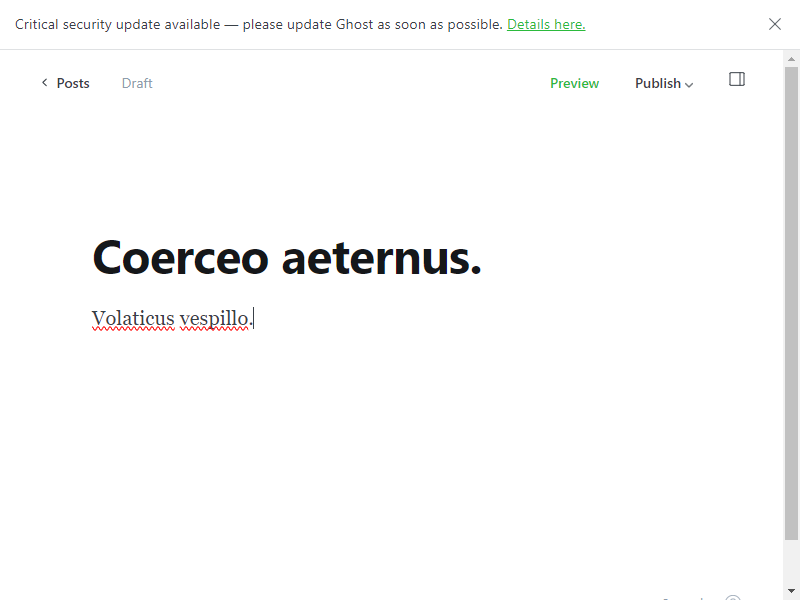 Critical security update available — please update Ghost as soon as possible. Details here.
Posts
Draft
Preview
Publish
Coerceo aeternus.
Volaticus vespillo.